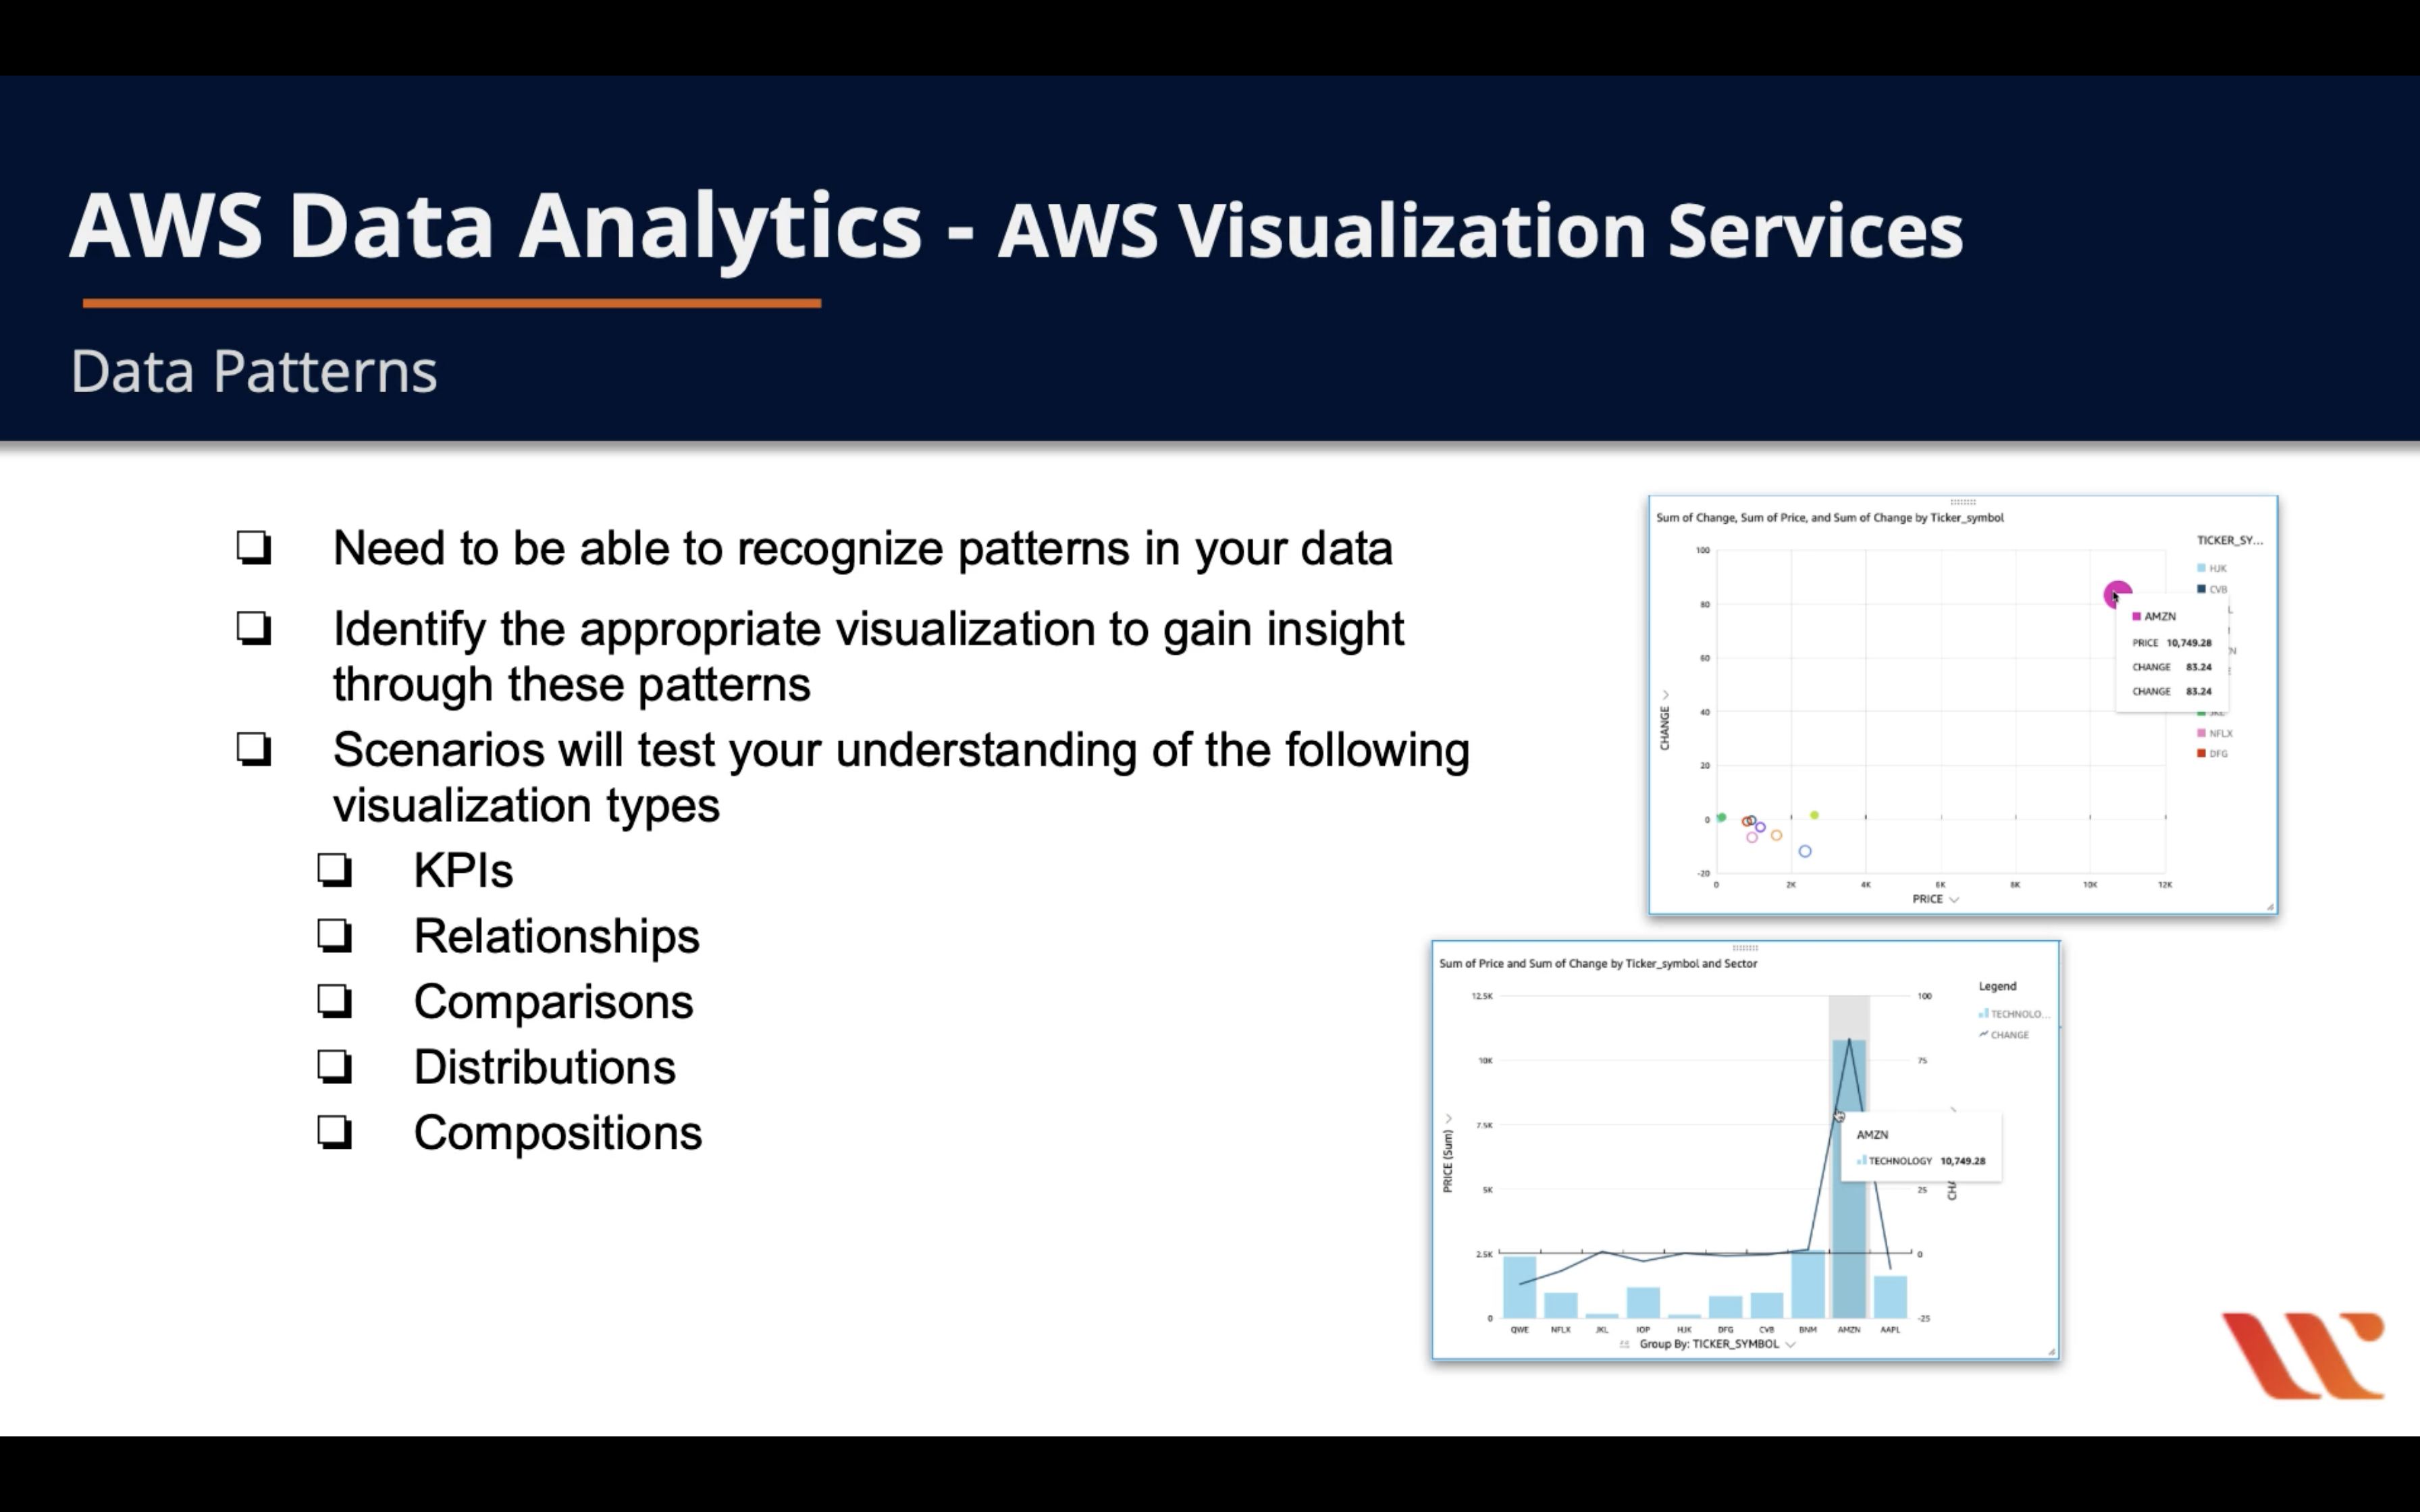 AWS Data Analytics - AWS Visualization Services
Data Patterns
Need to be able to recognize patterns in your data
Identify the appropriate visualization to gain insight
through these patterns
Scenarios will test your understanding of the following
visualization types
KPIs
Relationships
Comparisons
Distributions
Compositions
Sum of Change, Sum of Price, and Sum of Change by Ticker_symbol
TICKER_SY...
HJK
CVB
NFLX
DFG
AMZN
PRICE 10,749.28
CHANGE 83.24
CHANGE 83.24
100
80
60
40
20
0
-20
CHANGE
0 2K 4K 6K 8K 10K 12K
PRICE
Sum of Price and Sum of Change by Ticker_symbol and Sector
Legend
TECHNOLO...
CHANGE
12.5K
10K
7.5K
5K
2.5K
0
PRICE (Sum)
100
75
25
0
-25
AMZN
TECHNOLOGY 10,749.28
QWE NFLX JKL IOP HJK DFG CVB BNM AMZN AAPL
Group By: TICKER_SYMBOL